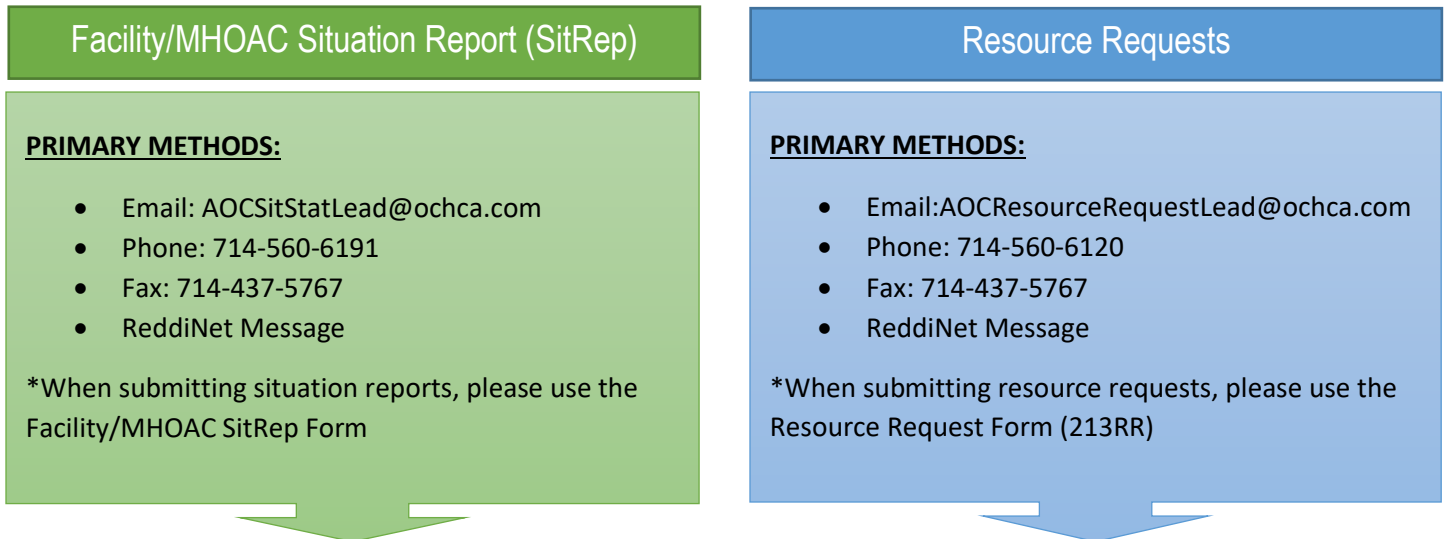 Facility/MHOAC Situation Report (SitRep)
PRIMARY METHODS:
• Email: AOCSitStatLead@ochca.com
• Phone: 714-560-6191
• Fax: 714-437-5767
• ReddiNet Message
*When submitting situation reports, please use the
Facility/MHOAC SitRep Form
Resource Requests
PRIMARY METHODS:
• Email:AOCResourceRequestLead@ochca.com
• Phone: 714-560-6120
• Fax: 714-437-5767
• ReddiNet Message
*When submitting resource requests, please use the
Resource Request Form (213RR)